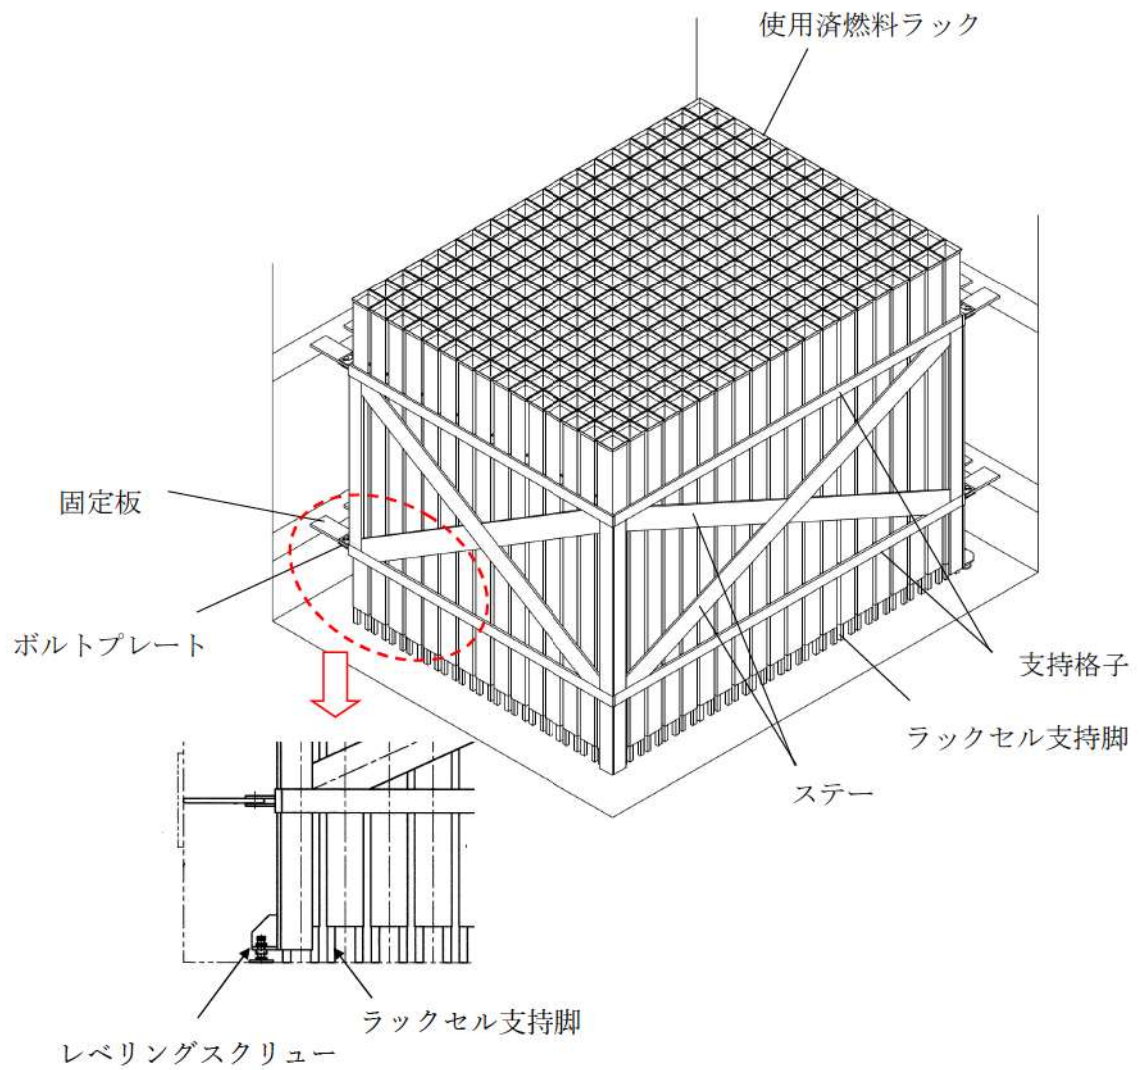 使用済燃料ラック
固定板
ボルトプレート
支持格子
ラックセル支持脚
ステー
ラックセル支持脚
レベリングスクリュー